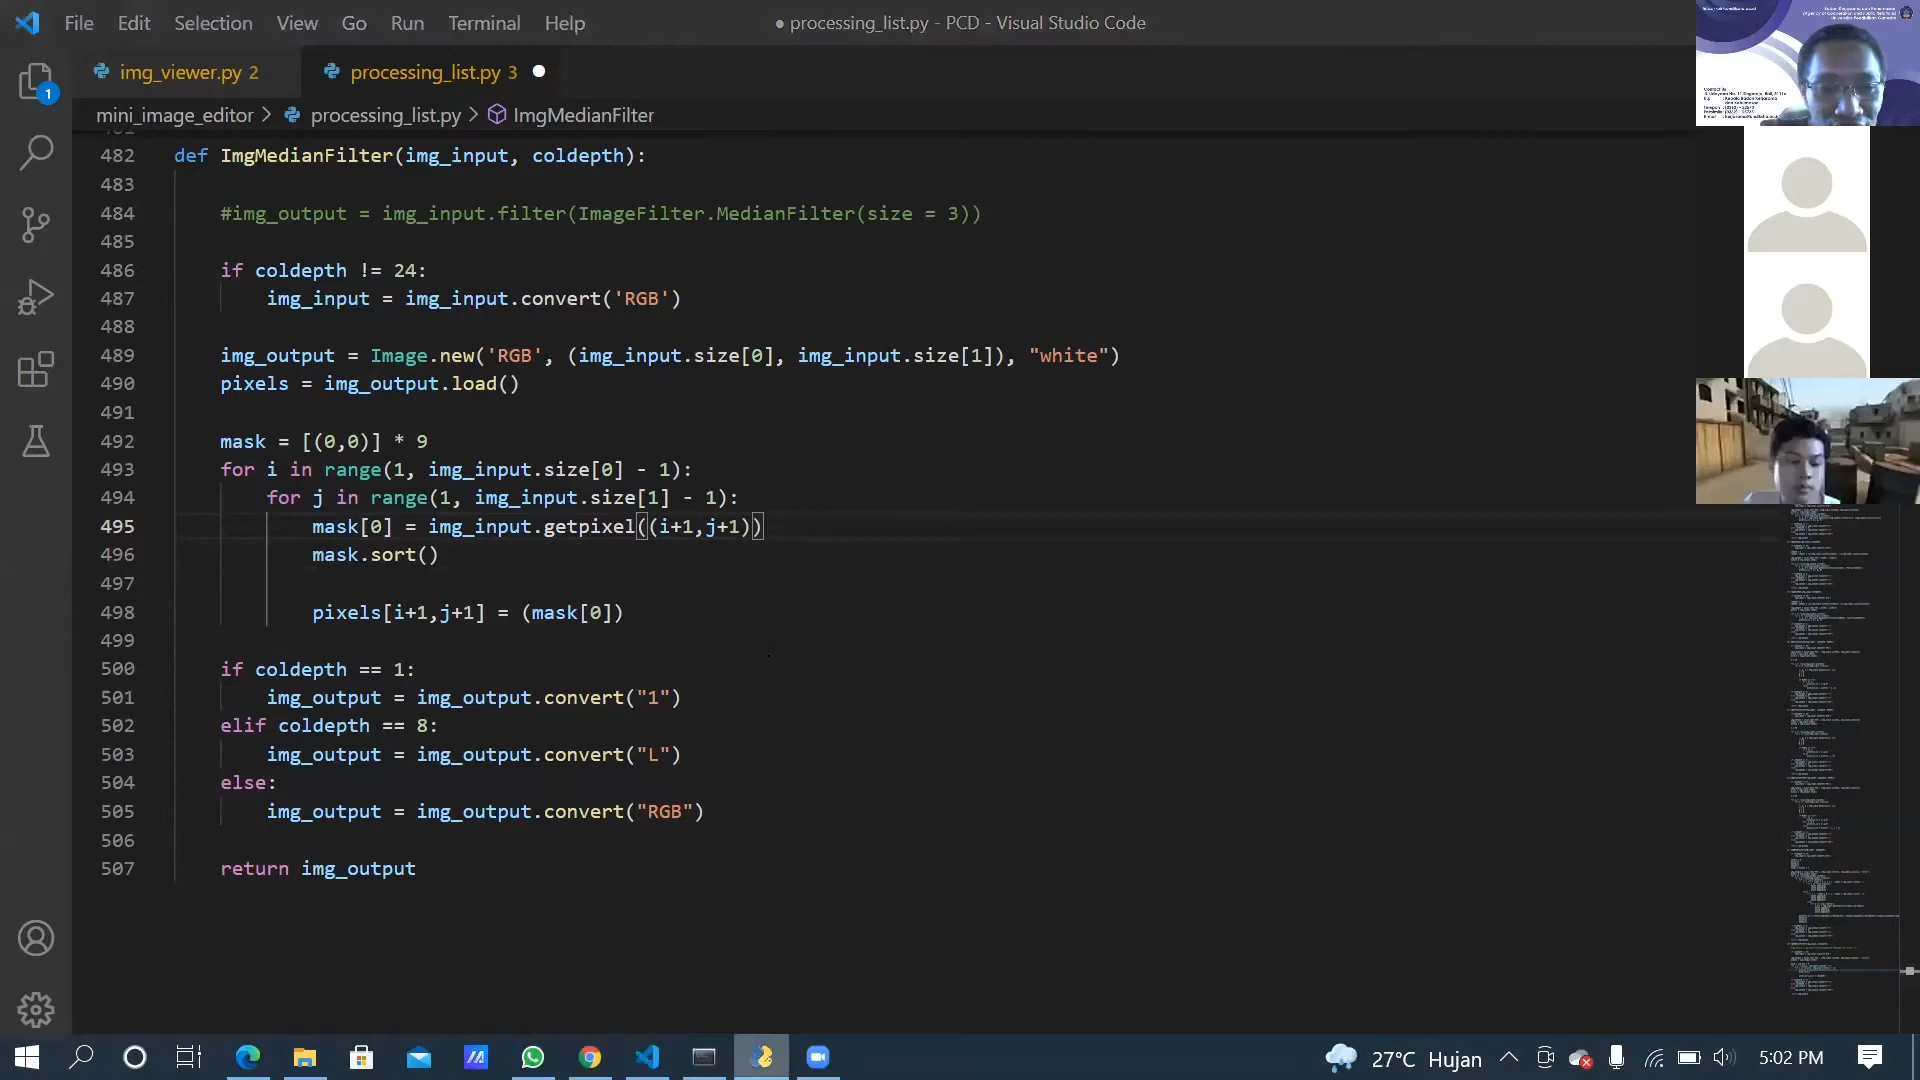 File Edit Selection View Go Run Terminal Help
● processing_list.py - PCD - Visual Studio Code
img_viewer.py 2
processing_list.py 3
1
mini_image_editor > processing_list.py > ImgMedianFilter
481
482 def ImgMedianFilter(img_input, coldepth):
483
484 #img_output = img_input.filter(ImageFilter.MedianFilter(size = 3))
485
486 if coldepth != 24:
487 img_input = img_input.convert('RGB')
488
489 img_output = Image.new('RGB', (img_input.size[0], img_input.size[1]), "white")
490 pixels = img_output.load()
491
492 mask = [(0,0)] * 9
493 for i in range(1, img_input.size[0] - 1):
494 for j in range(1, img_input.size[1] - 1):
495 mask[0] = img_input.getpixel((i+1,j+1))
496 mask.sort()
497
498 pixels[i+1,j+1] = (mask[0])
499
500 if coldepth == 1:
501 img_output = img_output.convert("1")
502 elif coldepth == 8:
503 img_output = img_output.convert("L")
504 else:
505 img_output = img_output.convert("RGB")
506
507 return img_output
27°C Hujan
5:02 PM